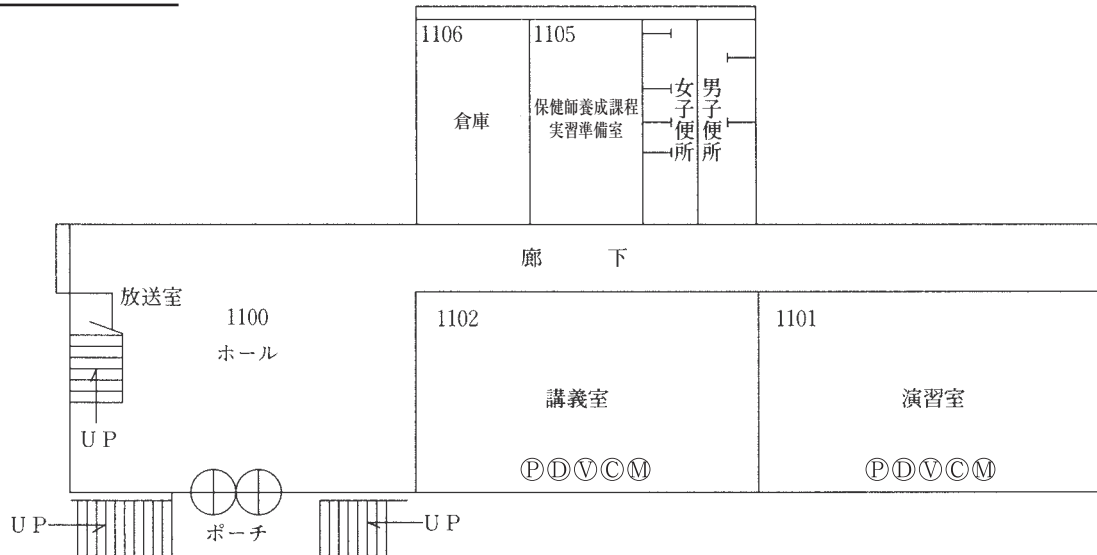 1106
倉庫
1105
保健師養成課程
実習準備室
女子便所
男子便所
廊 下
放送室
1100
ホール
UP
1102
講義室
ⓅⒹⓋⒸⓂ
1101
演習室
ⓅⒹⓋⒸⓂ
UP
ポーチ
UP